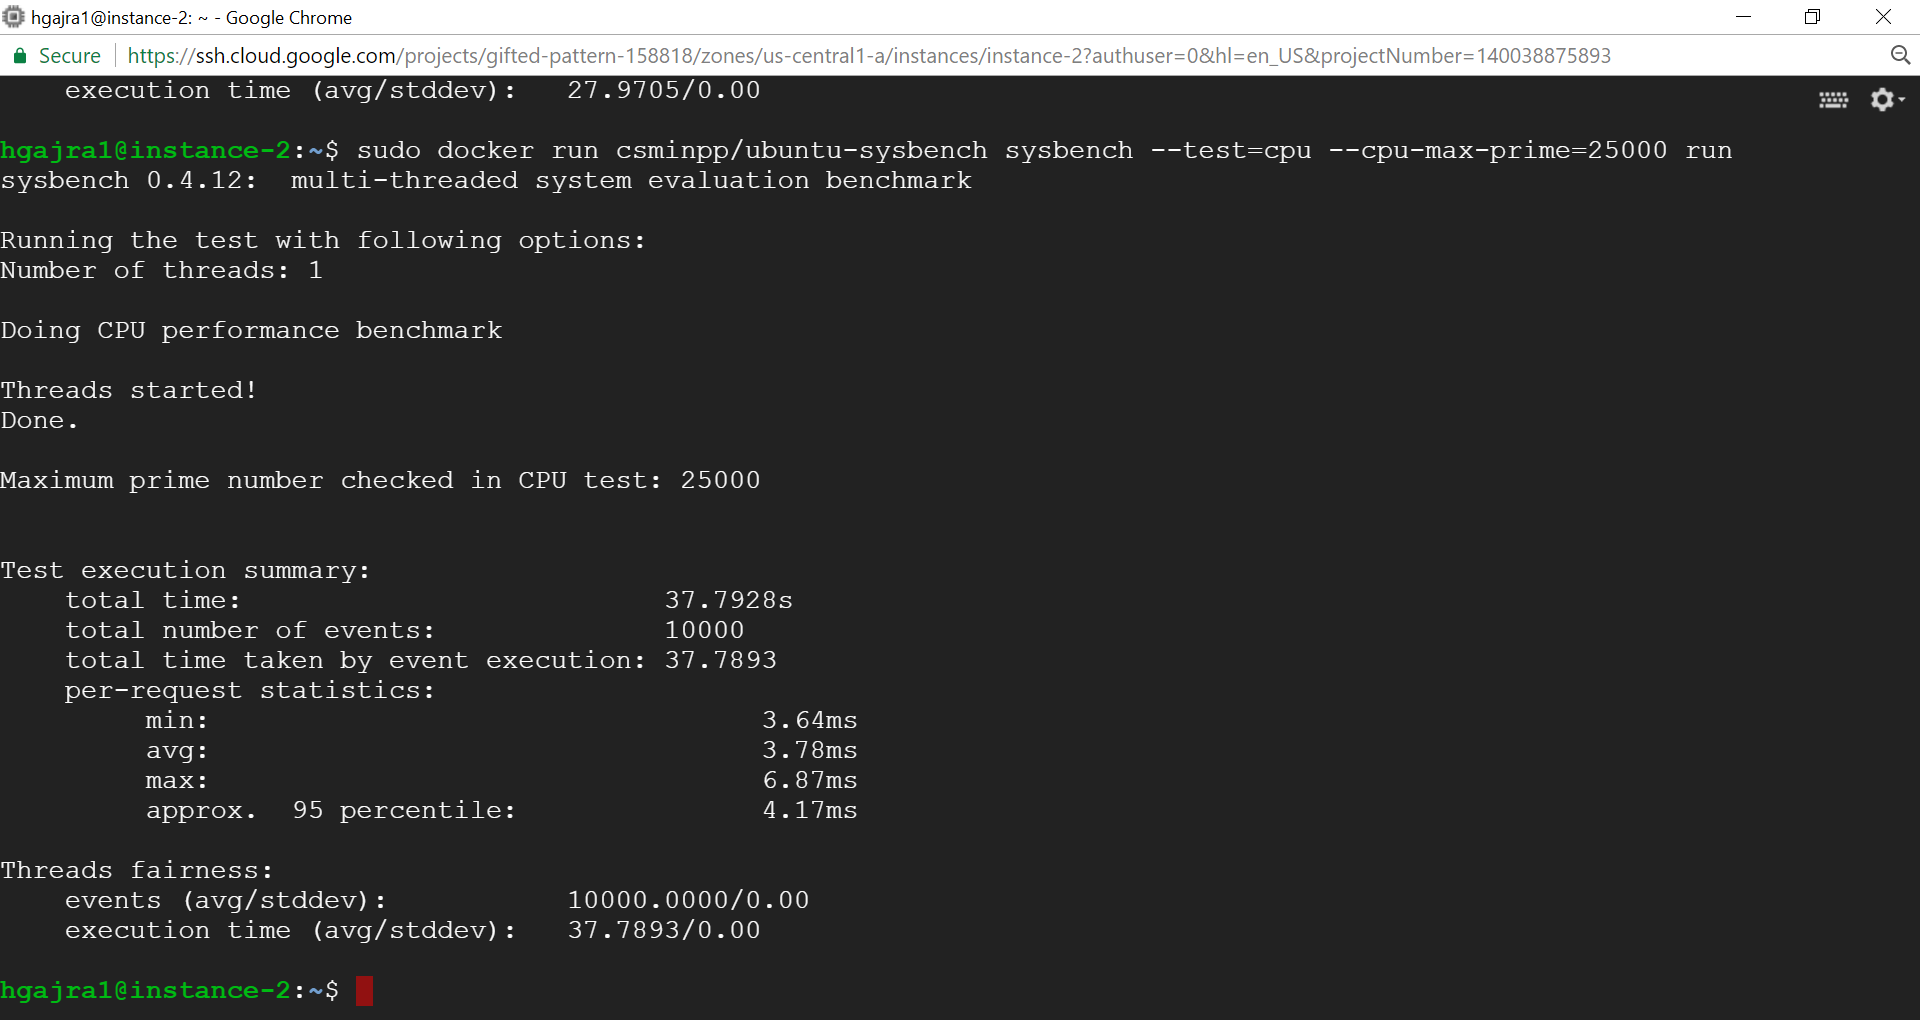 hgajra1@instance-2: ~ - Google Chrome
Secure https://ssh.cloud.google.com/projects/gifted-pattern-158818/zones/us-central1-a/instances/instance-2?authuser=0&hl=en_US&projectNumber=140038875893
execution time (avg/stddev):   27.9705/0.00
hgajra1@instance-2:~$ sudo docker run csminpp/ubuntu-sysbench sysbench --test=cpu --cpu-max-prime=25000 run
sysbench 0.4.12:  multi-threaded system evaluation benchmark
Running the test with following options:
Number of threads: 1
Doing CPU performance benchmark
Threads started!
Done.
Maximum prime number checked in CPU test: 25000
Test execution summary:
total time:                          37.7928s
total number of events:              10000
total time taken by event execution: 37.7893
per-request statistics:
min:                                  3.64ms
avg:                                  3.78ms
max:                                  6.87ms
approx.  95 percentile:               4.17ms
Threads fairness:
events (avg/stddev):           10000.0000/0.00
execution time (avg/stddev):   37.7893/0.00
hgajra1@instance-2:~$